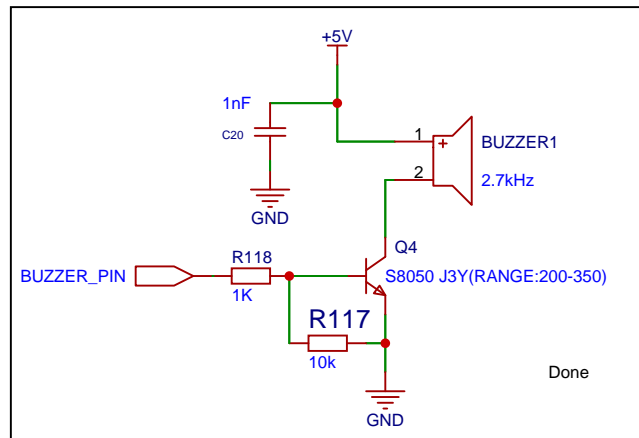 +5V
1nF
C20
GND
1
BUZZER1
2
2.7kHz
Q4
S8050 J3Y(RANGE:200-350)
BUZZER_PIN
R118
1K
R117
10k
GND
Done